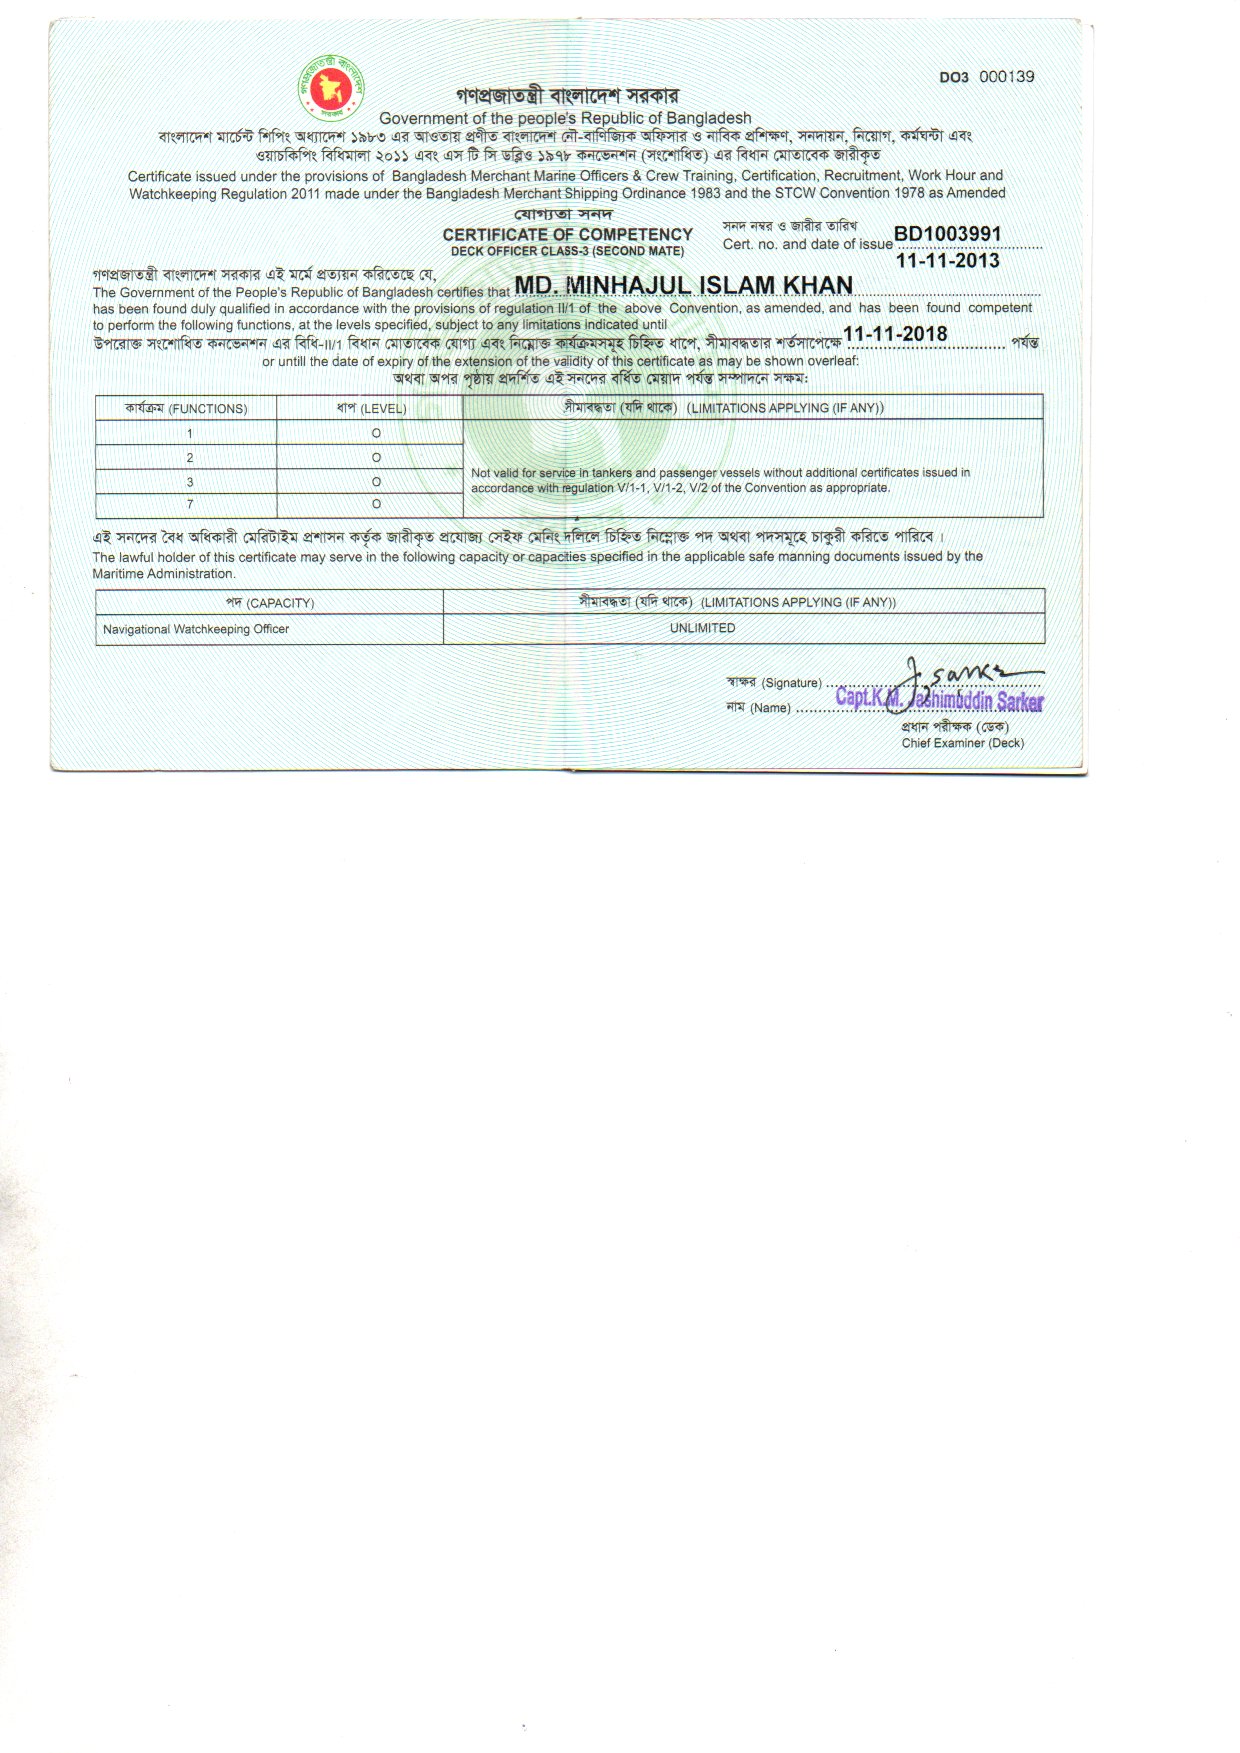 DO3 000139
গণপ্রজাতন্ত্রী বাংলাদেশ
সরকার
গণপ্রজাতন্ত্রী বাংলাদেশ সরকার
Government of the people's Republic of Bangladesh
বাংলাদেশ মার্চেন্ট শিপিং অধ্যাদেশ ১৯৮৩ এর আওতায় প্রণীত বাংলাদেশ নৌ-বাণিজ্যিক অফিসার ও নাবিক প্রশিক্ষণ, সনদায়ন, নিয়োগ, কর্মঘন্টা এবং
ওয়াচকিপিং বিধিমালা ২০১১ এবং এস টি সি ডব্লিও ১৯৭৮ কনভেনশন (সংশোধিত) এর বিধান মোতাবেক জারীকৃত
Certificate issued under the provisions of Bangladesh Merchant Marine Officers & Crew Training, Certification, Recruitment, Work Hour and
Watchkeeping Regulation 2011 made under the Bangladesh Merchant Shipping Ordinance 1983 and the STCW Convention 1978 as Amended
যোগ্যতা সনদ
CERTIFICATE OF COMPETENCY
DECK OFFICER CLASS-3 (SECOND MATE)
সনদ নম্বর ও জারীর তারিখ
Cert. no. and date of issue BD1003991
11-11-2013
গণপ্রজাতন্ত্রী বাংলাদেশ সরকার এই মর্মে প্রত্যয়ন করিতেছে যে,
The Government of the People's Republic of Bangladesh certifies that MD. MINHAJUL ISLAM KHAN
has been found duly qualified in accordance with the provisions of regulation II/1 of the above Convention, as amended, and has been found competent
to perform the following functions, at the levels specified, subject to any limitations indicated until
উপরোক্ত সংশোধিত কনভেনশন এর বিধি-II/1 বিধান মোতাবেক যোগ্য এবং নিম্নোক্ত কার্যক্রমসমূহ চিহ্নিত ধাপে, সীমাবদ্ধতার শর্তসাপেক্ষে 11-11-2018 পর্যন্ত
or untill the date of expiry of the extension of the validity of this certificate as may be shown overleaf:
অথবা অপর পৃষ্ঠায় প্রদর্শিত এই সনদের বর্ধিত মেয়াদ পর্যন্ত সম্পাদনে সক্ষম:
কার্যক্রম (FUNCTIONS) ধাপ (LEVEL) সীমাবদ্ধতা (যদি থাকে) (LIMITATIONS APPLYING (IF ANY))
1 O
2 O
3 O
7 O
Not valid for service in tankers and passenger vessels without additional certificates issued in
accordance with regulation V/1-1, V/1-2, V/2 of the Convention as appropriate.
এই সনদের বৈধ অধিকারী মেরিটাইম প্রশাসন কর্তৃক জারীকৃত প্রযোজ্য সেইফ মেনিং দলিলে চিহ্নিত নিম্নোক্ত পদ অথবা পদসমূহে চাকুরী করিতে পারিবে ।
The lawful holder of this certificate may serve in the following capacity or capacities specified in the applicable safe manning documents issued by the
Maritime Administration.
পদ (CAPACITY) সীমাবদ্ধতা (যদি থাকে) (LIMITATIONS APPLYING (IF ANY))
Navigational Watchkeeping Officer UNLIMITED
স্বাক্ষর (Signature) J. Sarker
নাম (Name) Capt.K.M. Jashimuddin Sarker
প্রধান পরীক্ষক (ডেক)
Chief Examiner (Deck)